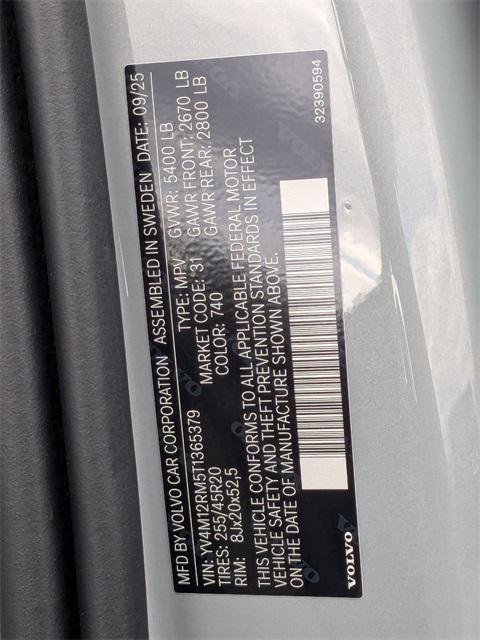 MFD BY VOLVO CAR CORPORATION ASSEMBLED IN SWEDEN DATE: 09/25
VIN: YV4M12RM5T1365379 TYPE: MPV GVWR: 5400 LB
TIRES: 255/45R20 MARKET CODE: 31 GAWR FRONT: 2670 LB
RIM: 8Jx20x52,5 COLOR: 740 GAWR REAR: 2800 LB
THIS VEHICLE CONFORMS TO ALL APPLICABLE FEDERAL MOTOR
VEHICLE SAFETY AND THEFT PREVENTION STANDARDS IN EFFECT
ON THE DATE OF MANUFACTURE SHOWN ABOVE.
VOLVO
32390594